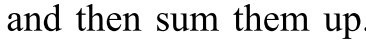 and then sum them up.